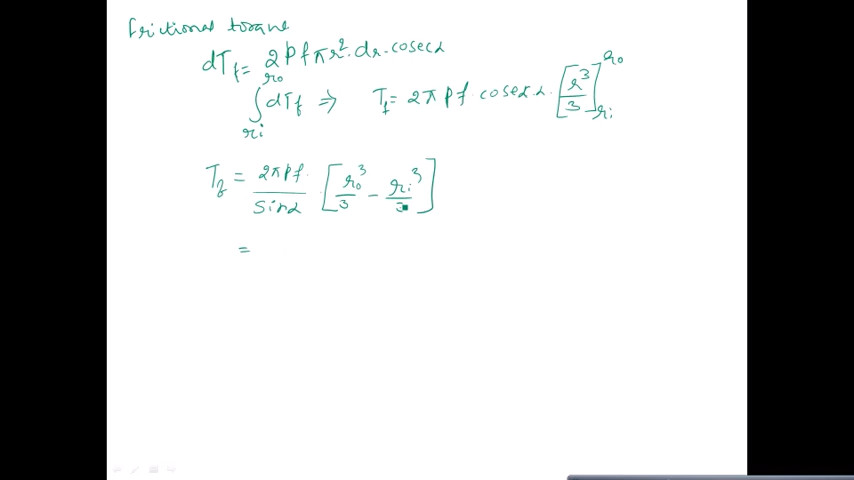 Frictional torque
dT_f = 2Pfπr²·dr·cosecα
∫_{ri}^{ro} dT_f ⇒ T_f = 2πpf·cosecα·[r³/3]_{ri}^{ro}
T_f = 2πpf/sinα·[ro³/3 - ri³/3]
=